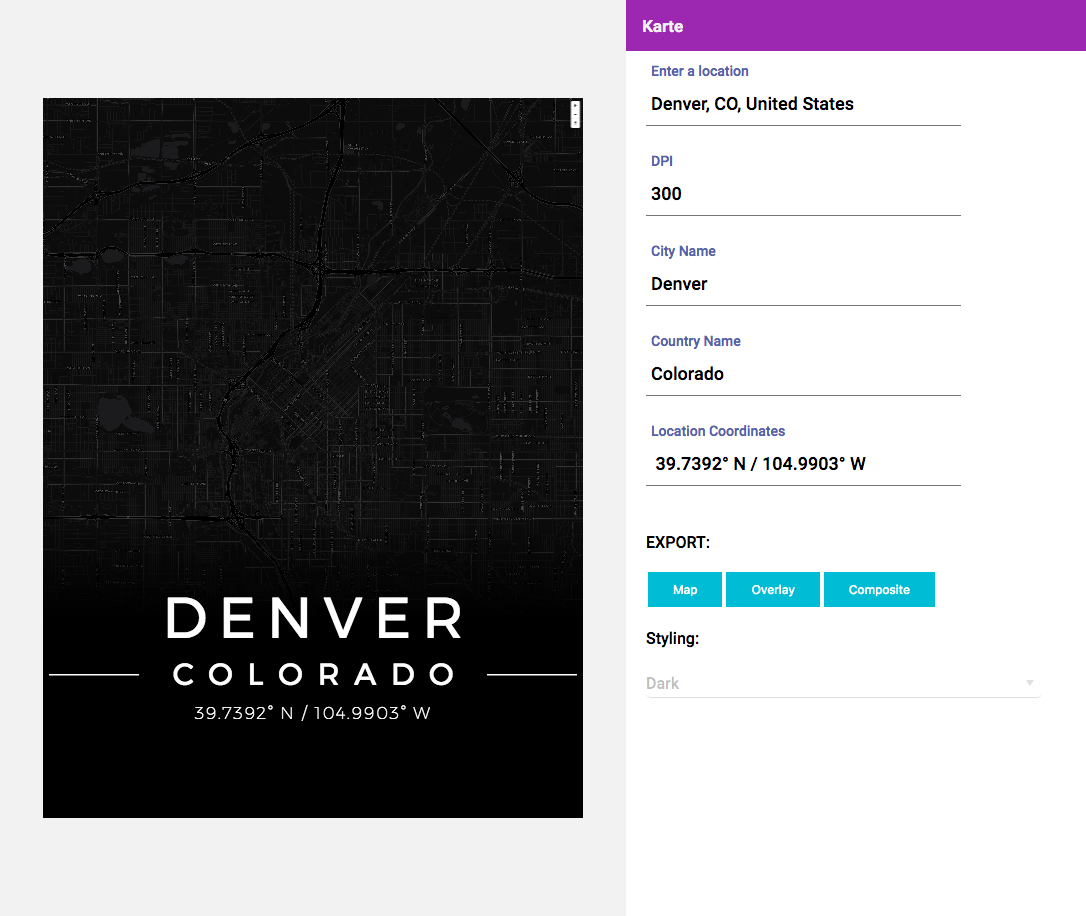 DENVER
COLORADO
39.7392° N / 104.9903° W
Karte
Enter a location
Denver, CO, United States
DPI
300
City Name
Denver
Country Name
Colorado
Location Coordinates
39.7392° N / 104.9903° W
EXPORT:
Map
Overlay
Composite
Styling:
Dark